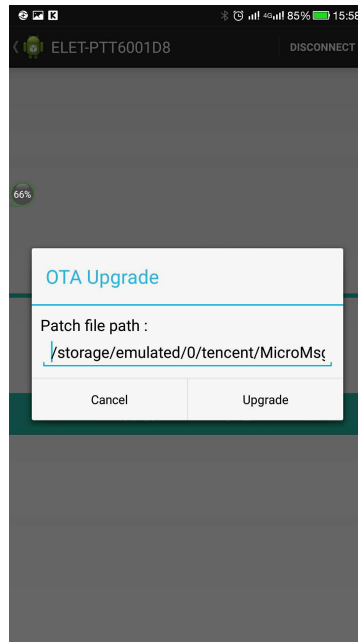 4G 85% 15:58
ELET-PTT6001D8 DISCONNECT
66%
OTA Upgrade
Patch file path :
/storage/emulated/0/tencent/MicroMsg
Cancel Upgrade